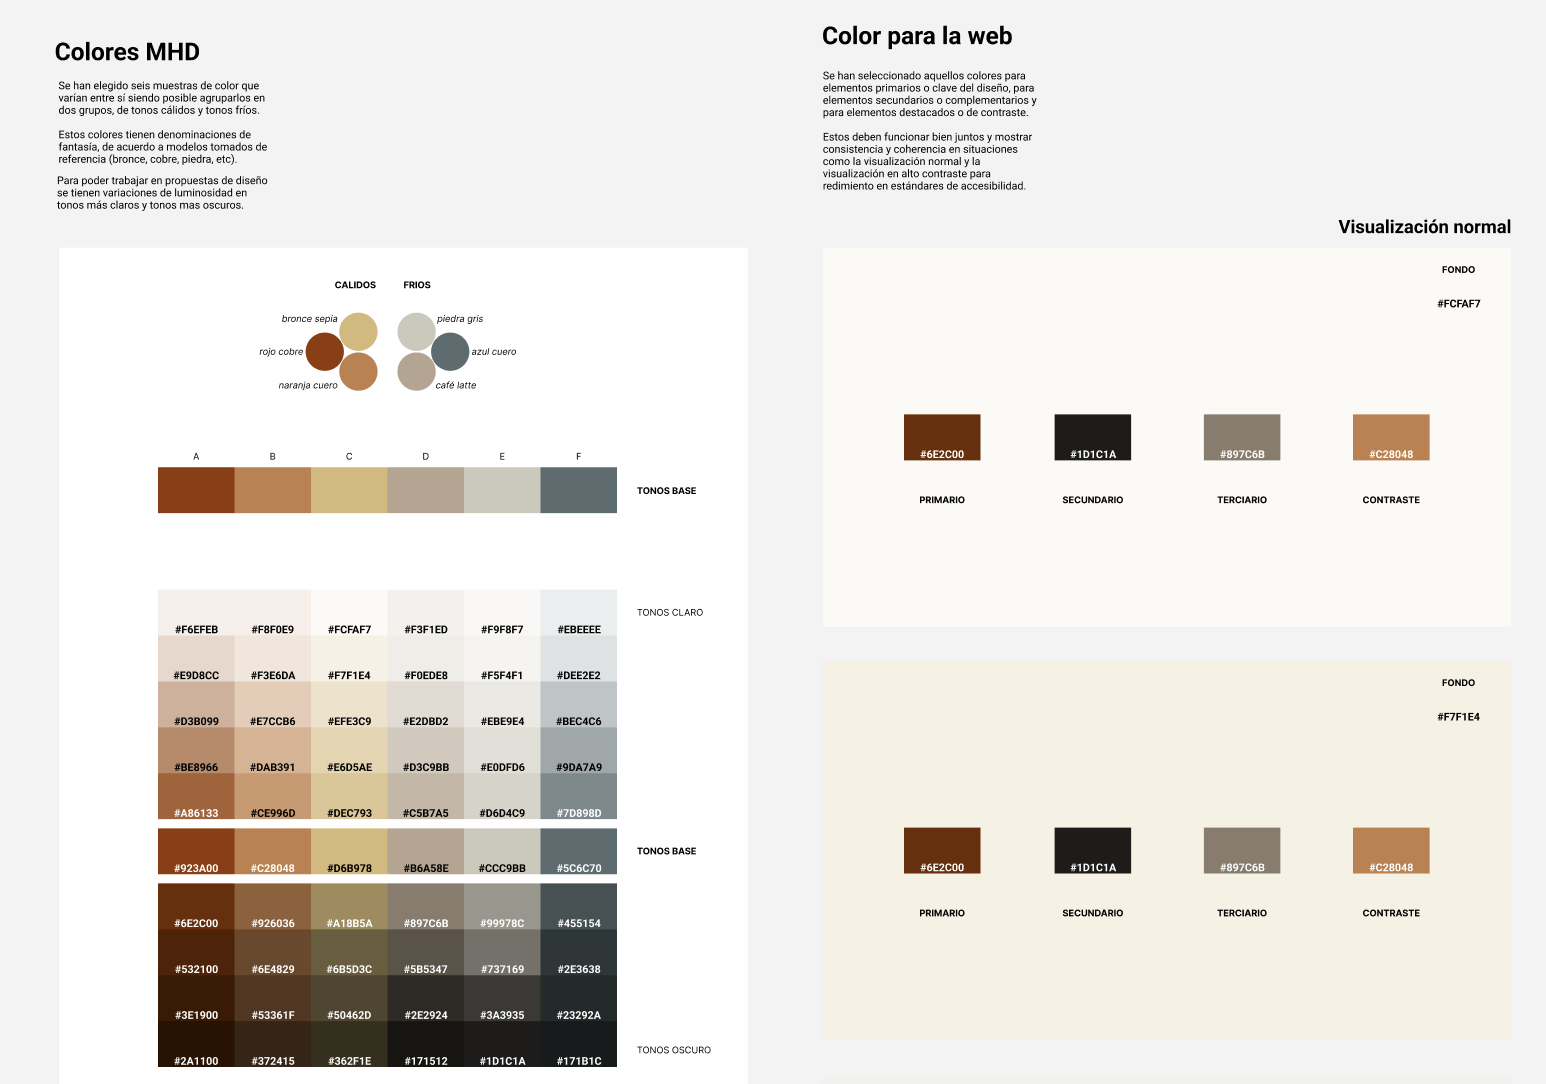 Colores MHD
Se han elegido seis muestras de color que
varían entre sí siendo posible agruparlos en
dos grupos, de tonos cálidos y tonos fríos.
Estos colores tienen denominaciones de
fantasía, de acuerdo a modelos tomados de
referencia (bronce, cobre, piedra, etc).
Para poder trabajar en propuestas de diseño
se tienen variaciones de luminosidad en
tonos más claros y tonos mas oscuros.
CALIDOS FRIOS
bronce sepia piedra gris
rojo cobre azul cuero
naranja cuero café latte
A B C D E F
TONOS BASE
TONOS CLARO
#F6EFEB #F8F0E9 #FCFAF7 #F3F1ED #F9F8F7 #EBEEEE
#E9D8CC #F3E6DA #F7F1E4 #F0EDE8 #F5F4F1 #DEE2E2
#D3B099 #E7CCB6 #EFE3C9 #E2DBD2 #EBE9E4 #BEC4C6
#BE8966 #DAB391 #E6D5AE #D3C9BB #E0DFD6 #9DA7A9
#A86133 #CE996D #DEC793 #C5B7A5 #D6D4C9 #7D898D
TONOS BASE
#923A00 #C28048 #D6B978 #B6A58E #CCC9BB #5C6C70
#6E2C00 #926036 #A18B5A #897C6B #99978C #455154
#532100 #6E4829 #6B5D3C #5B5347 #737169 #2E3638
#3E1900 #53361F #50462D #2E2924 #3A3935 #23292A
TONOS OSCURO
#2A1100 #372415 #362F1E #171512 #1D1C1A #171B1C
Color para la web
Se han seleccionado aquellos colores para
elementos primarios o clave del diseño, para
elementos secundarios o complementarios y
para elementos destacados o de contraste.
Estos deben funcionar bien juntos y mostrar
consistencia y coherencia en situaciones
como la visualización normal y la
visualización en alto contraste para
redimiento en estándares de accesibilidad.
Visualización normal
FONDO
#FCFAF7
#6E2C00 #1D1C1A #897C6B #C28048
PRIMARIO SECUNDARIO TERCIARIO CONTRASTE
FONDO
#F7F1E4
#6E2C00 #1D1C1A #897C6B #C28048
PRIMARIO SECUNDARIO TERCIARIO CONTRASTE